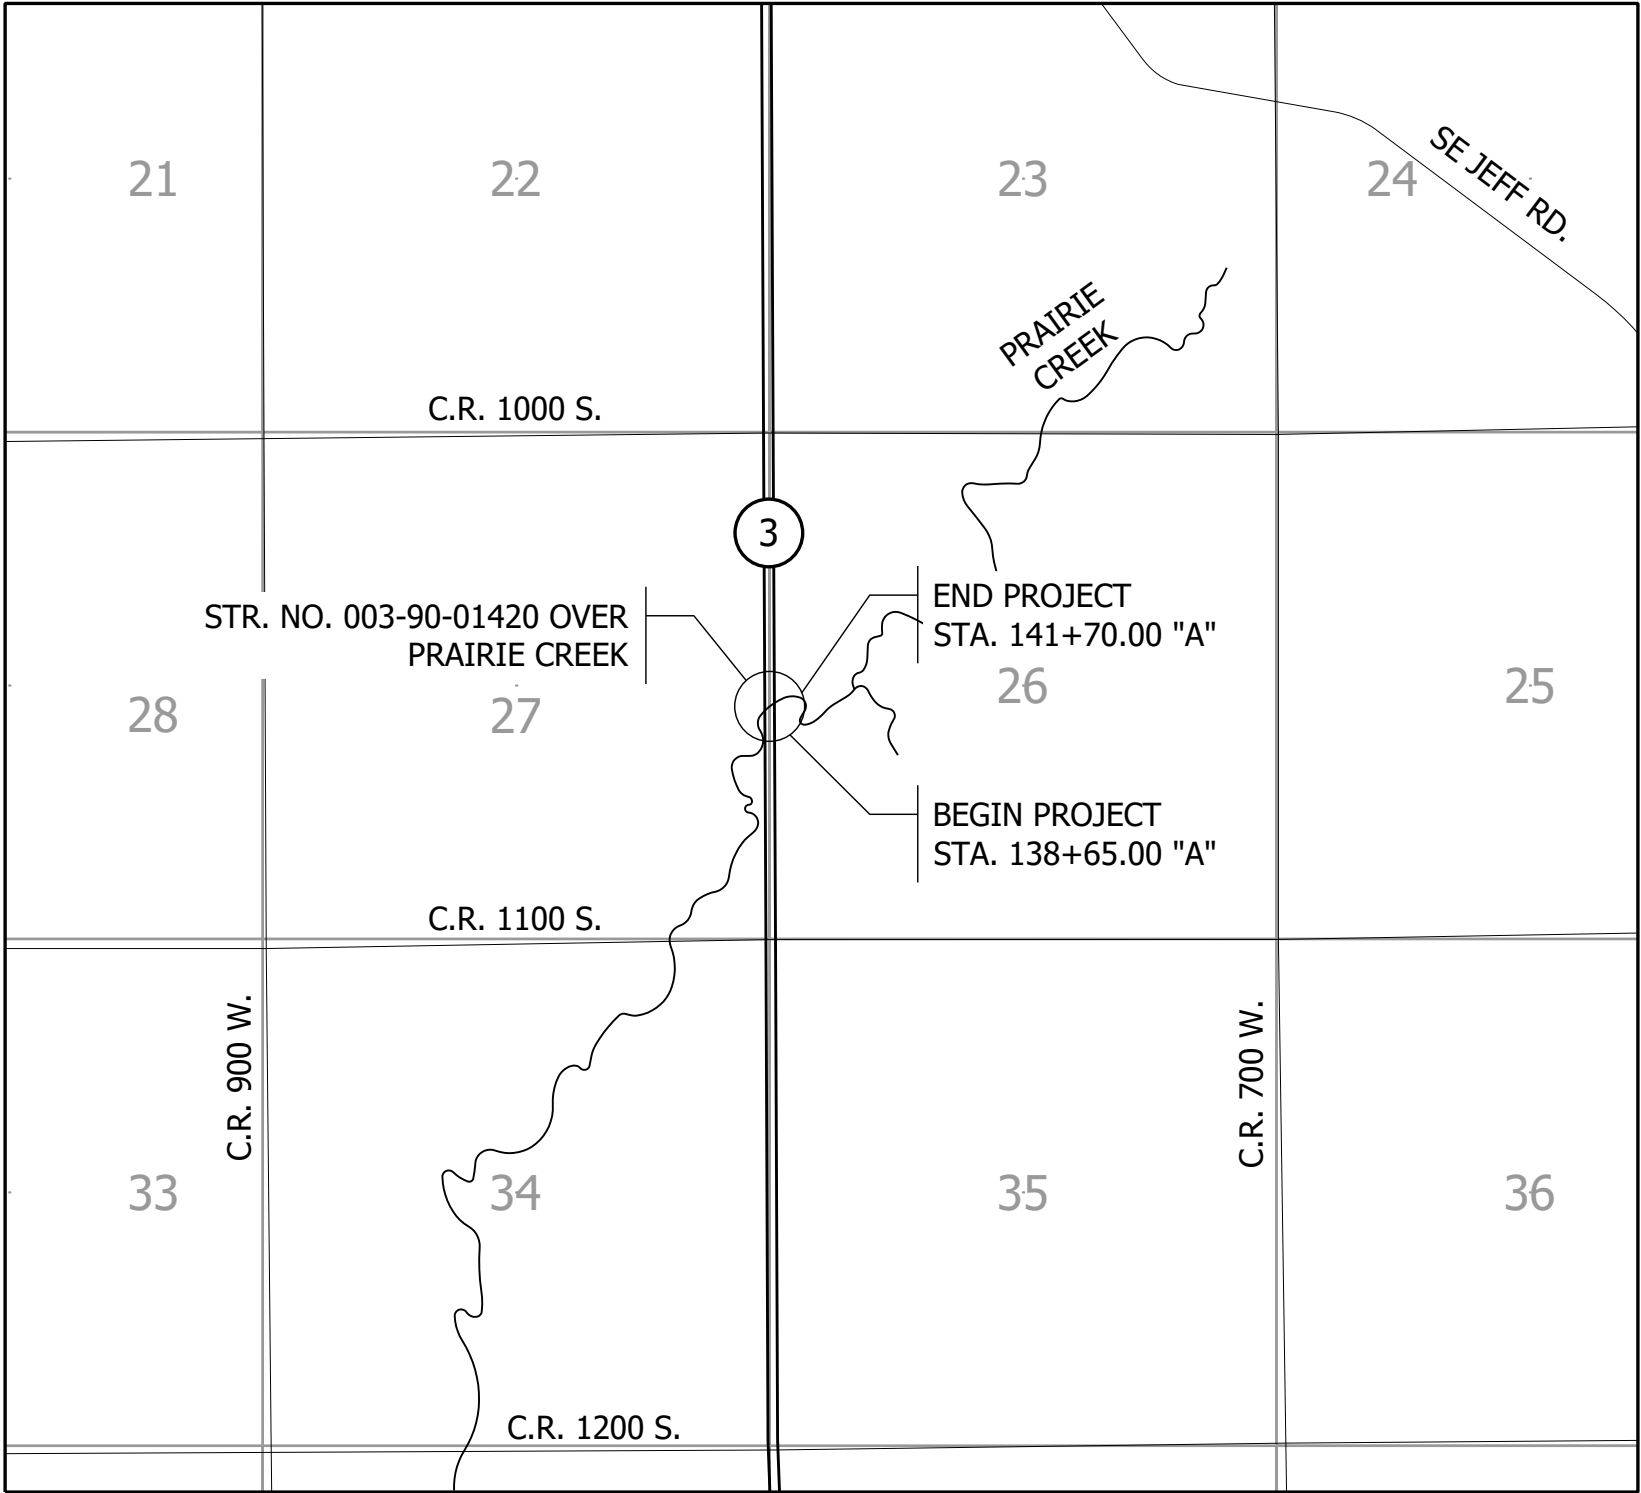 21
22
23
24
SE JEFF RD.
PRAIRIE
CREEK
C.R. 1000 S.
3
STR. NO. 003-90-01420 OVER
PRAIRIE CREEK
END PROJECT
STA. 141+70.00 "A"
28
27
26
25
BEGIN PROJECT
STA. 138+65.00 "A"
C.R. 1100 S.
C.R. 900 W.
C.R. 700 W.
33
34
35
36
C.R. 1200 S.